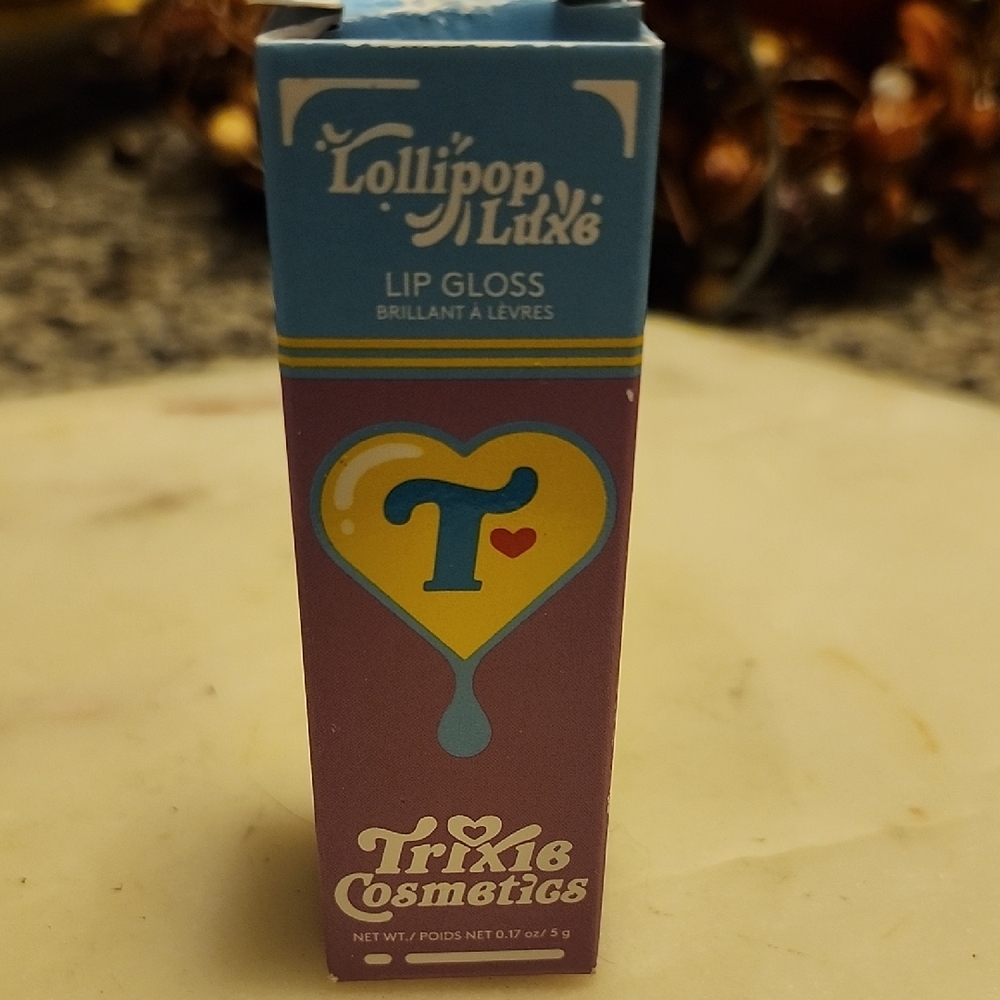 Lollipop
Luxe
LIP GLOSS
BRILLANT À LÈVRES
T
Trixie
Cosmetics
NET WT./ POIDS NET 0.17 oz/ 5 g